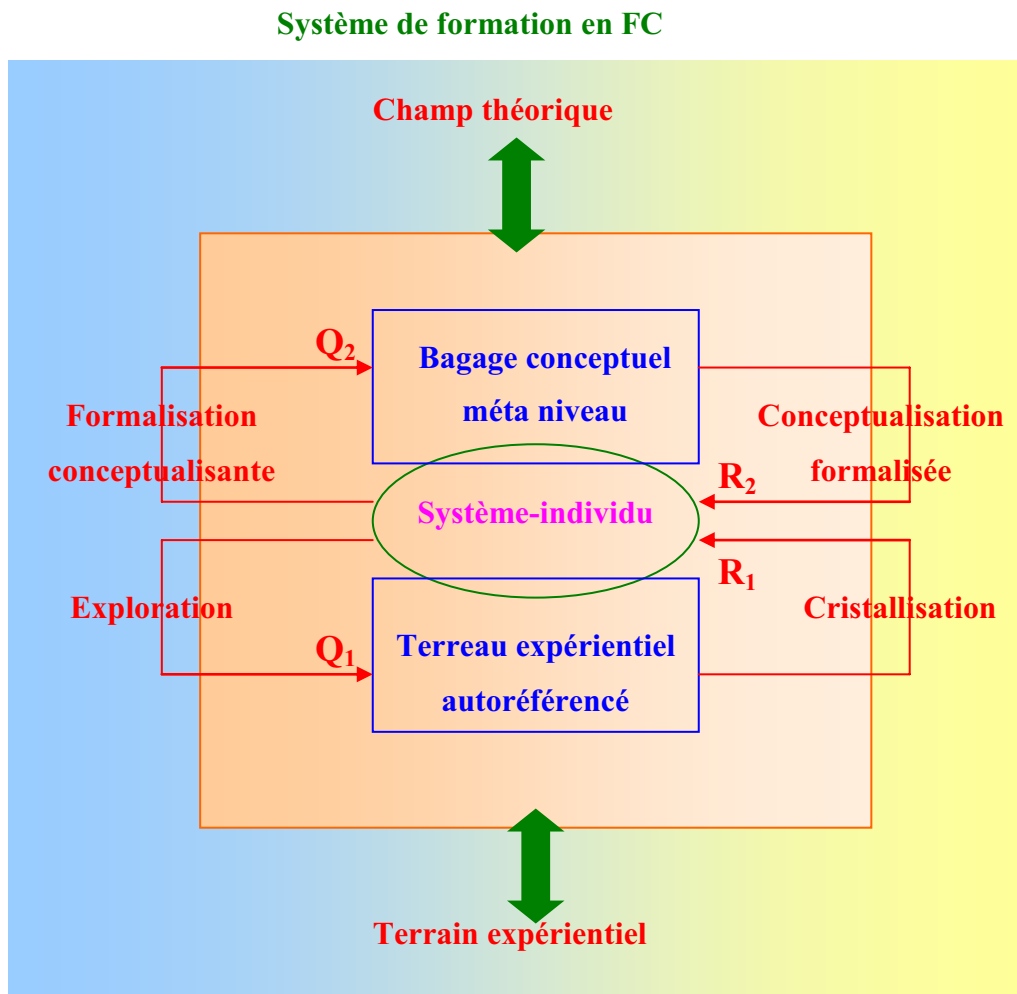 Système de formation en FC
Champ théorique
Q₂
Bagage conceptuel
méta niveau
Formalisation
conceptualisante
Conceptualisation
formalisée
R₂
Système-individu
R₁
Exploration
Cristallisation
Q₁
Terreau expérientiel
autoréférencé
Terrain expérientiel